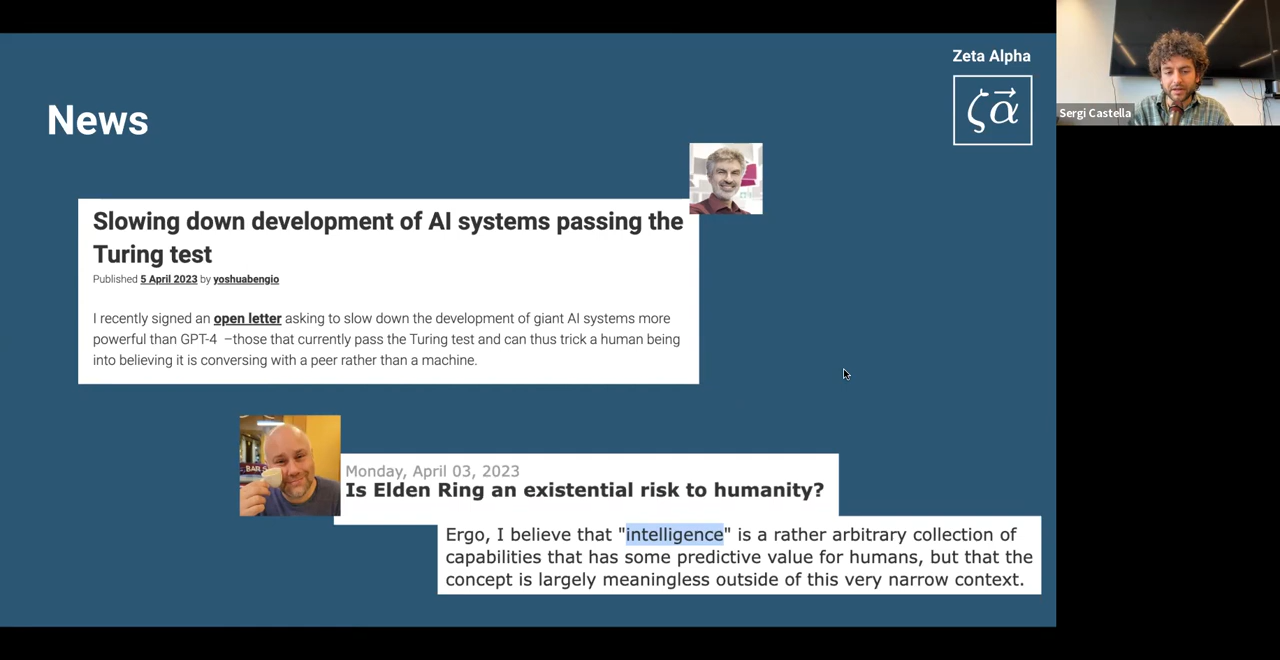 Zeta Alpha
ζα
News
Sergi Castella
Slowing down development of AI systems passing the
Turing test
Published 5 April 2023 by yoshuabengio
I recently signed an open letter asking to slow down the development of giant AI systems more
powerful than GPT-4 –those that currently pass the Turing test and can thus trick a human being
into believing it is conversing with a peer rather than a machine.
Monday, April 03, 2023
Is Elden Ring an existential risk to humanity?
Ergo, I believe that "intelligence" is a rather arbitrary collection of
capabilities that has some predictive value for humans, but that the
concept is largely meaningless outside of this very narrow context.